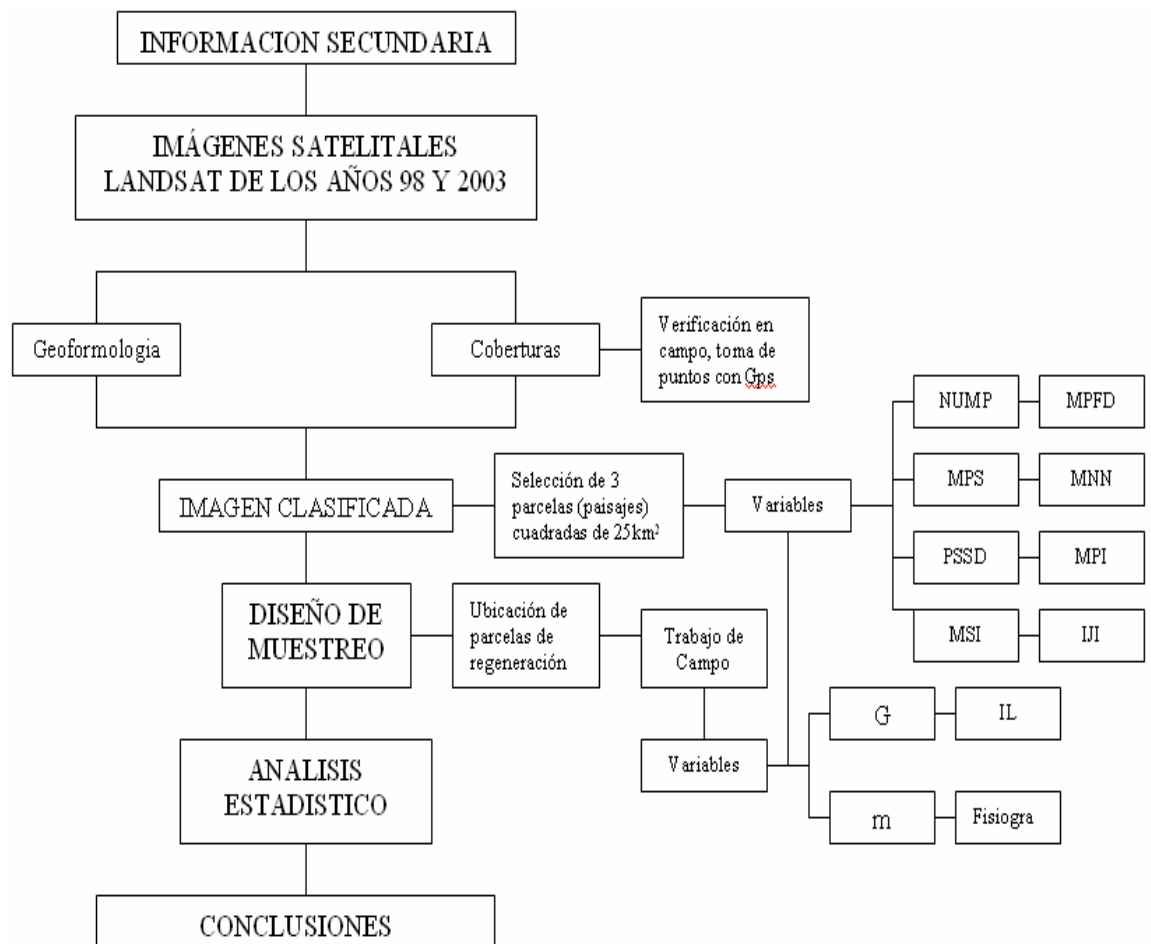 INFORMACION SECUNDARIA
IMÁGENES SATELITALES
LANDSAT DE LOS AÑOS 98 Y 2003
Geoformologia
Coberturas
Verificación en
campo, toma de
puntos con Gps
NUMP
MPFD
MPS
MNN
PSSD
MPI
MSI
IJI
IMAGEN CLASIFICADA
Selección de 3
parcelas (paisajes)
cuadradas de 25km²
Variables
DISEÑO DE
MUESTREO
Ubicación de
parcelas de
regeneración
Trabajo de
Campo
Variables
G
IL
m
Fisiogra
ANALISIS
ESTADISTICO
CONCLUSIONES